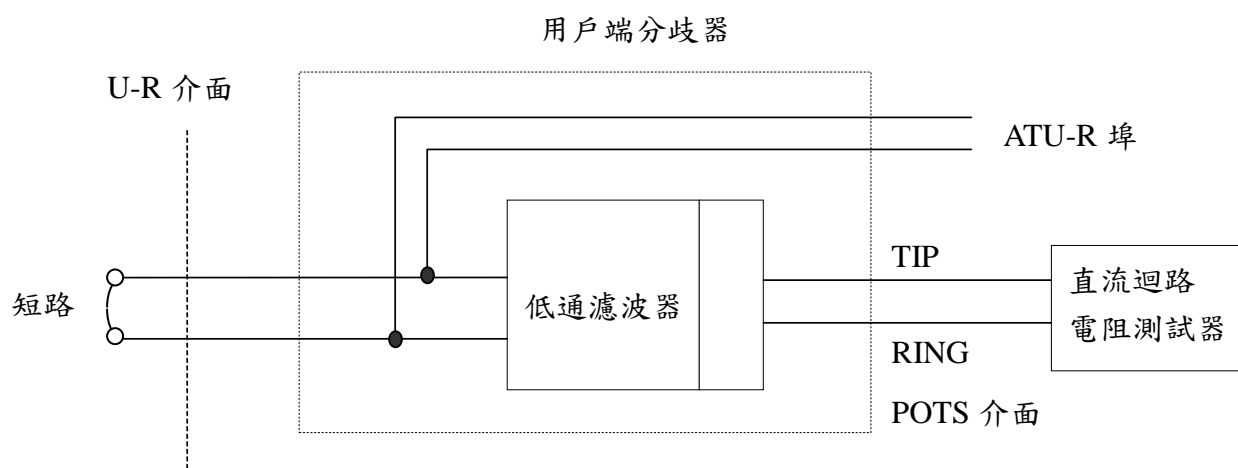 用戶端分歧器
U-R 介面
ATU-R 埠
TIP
直流迴路
電阻測試器
低通濾波器
短路
RING
POTS 介面